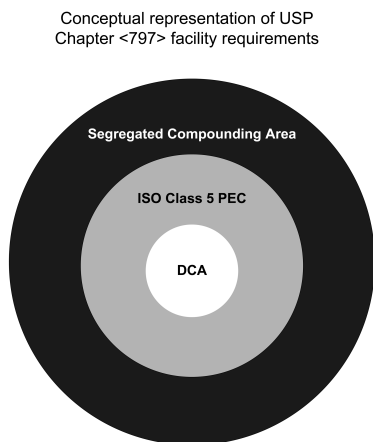 Conceptual representation of USP
Chapter <797> facility requirements
Segregated Compounding Area
ISO Class 5 PEC
DCA